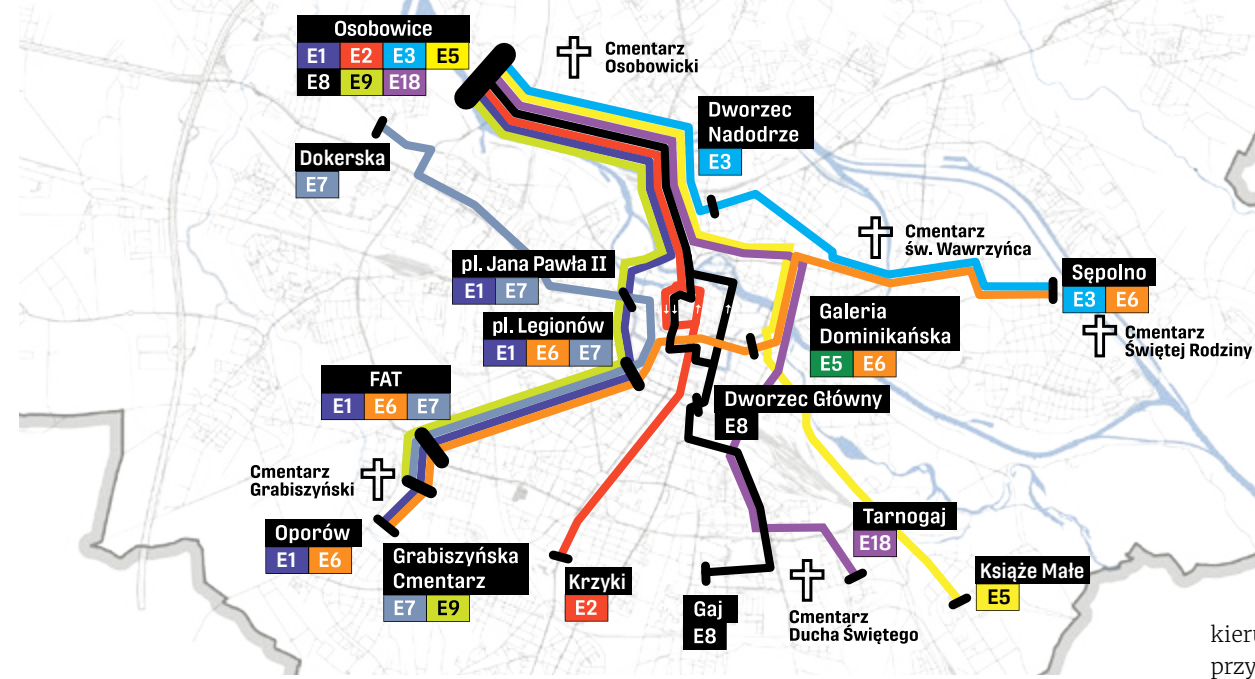 Osobowice
E1 E2 E3 E5
E8 E9 E18
Cmentarz
Osobowicki
Dworzec
Nadodrze
E3
Dokerska
E7
Cmentarz
św. Wawrzyńca
pl. Jana Pawła II
E1 E7
Sępolno
E3 E6
pl. Legionów
E1 E6 E7
Galeria
Dominikańska
E5 E6
Cmentarz
Świętej Rodziny
FAT
E1 E6 E7
Dworzec Główny
E8
Cmentarz
Grabiszyński
Oporów
E1 E6
Grabiszyńska
Cmentarz
E7 E9
Krzyki
E2
Gaj
E8
Cmentarz
Ducha Świętego
Tarnogaj
E18
Książe Małe
E5
kieru
przy